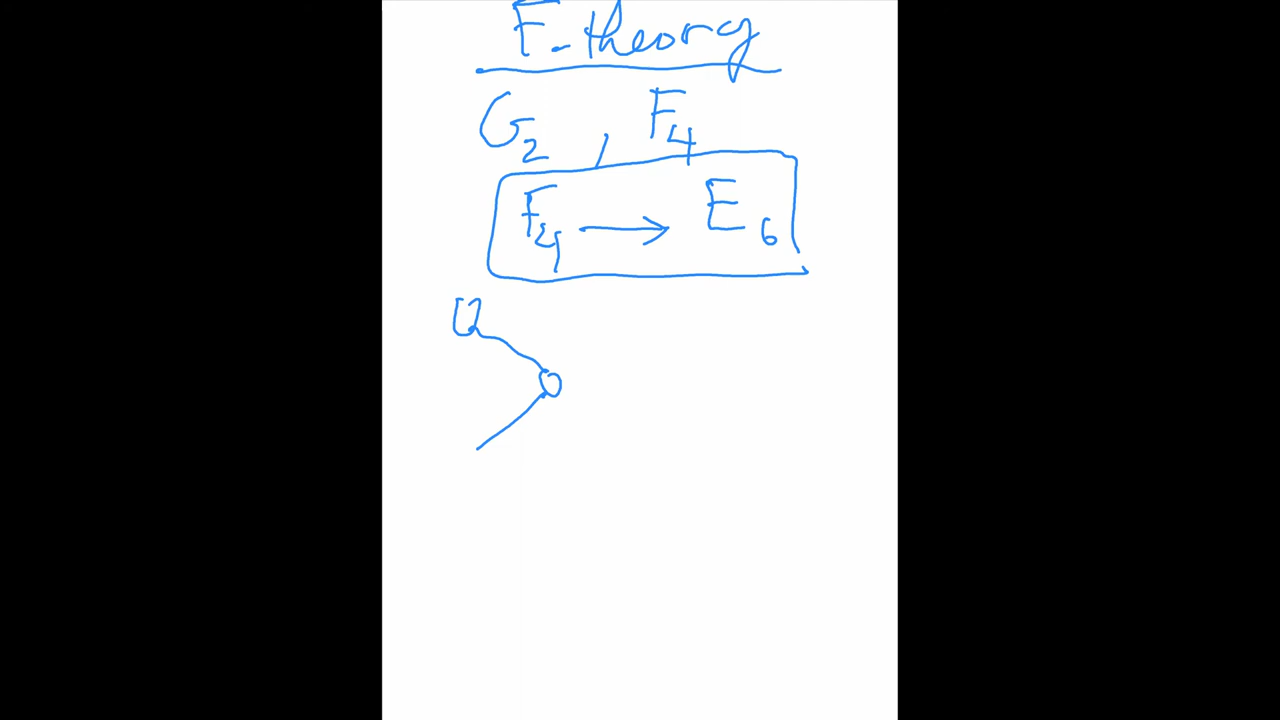 F-theory
G₂ , F₄
F₄ → E₆